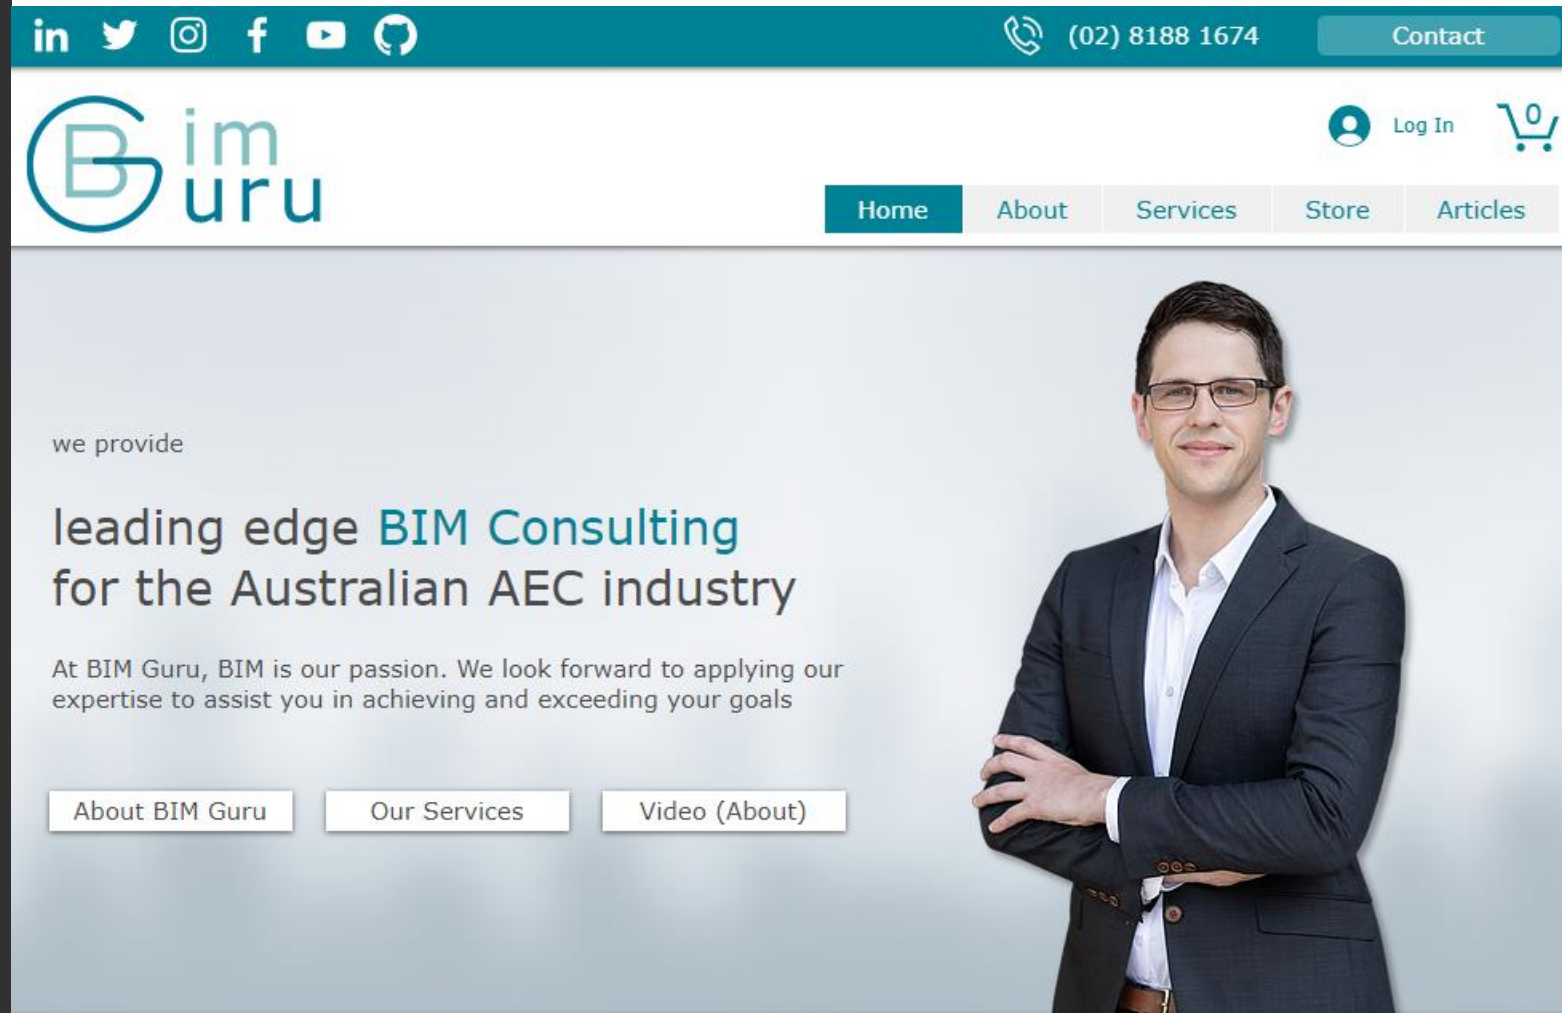 (02) 8188 1674
Contact
BG im
uru
Log In
0
Home
About
Services
Store
Articles
we provide
leading edge BIM Consulting
for the Australian AEC industry
At BIM Guru, BIM is our passion. We look forward to applying our
expertise to assist you in achieving and exceeding your goals
About BIM Guru
Our Services
Video (About)